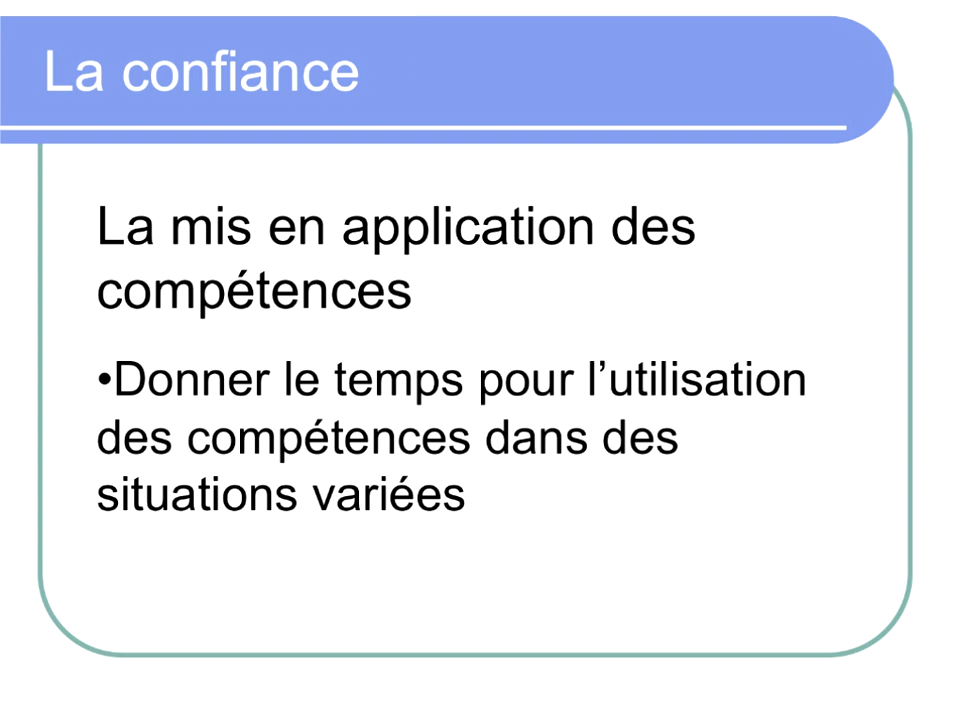 La confiance
La mis en application des
compétences
•Donner le temps pour l’utilisation
des compétences dans des
situations variées